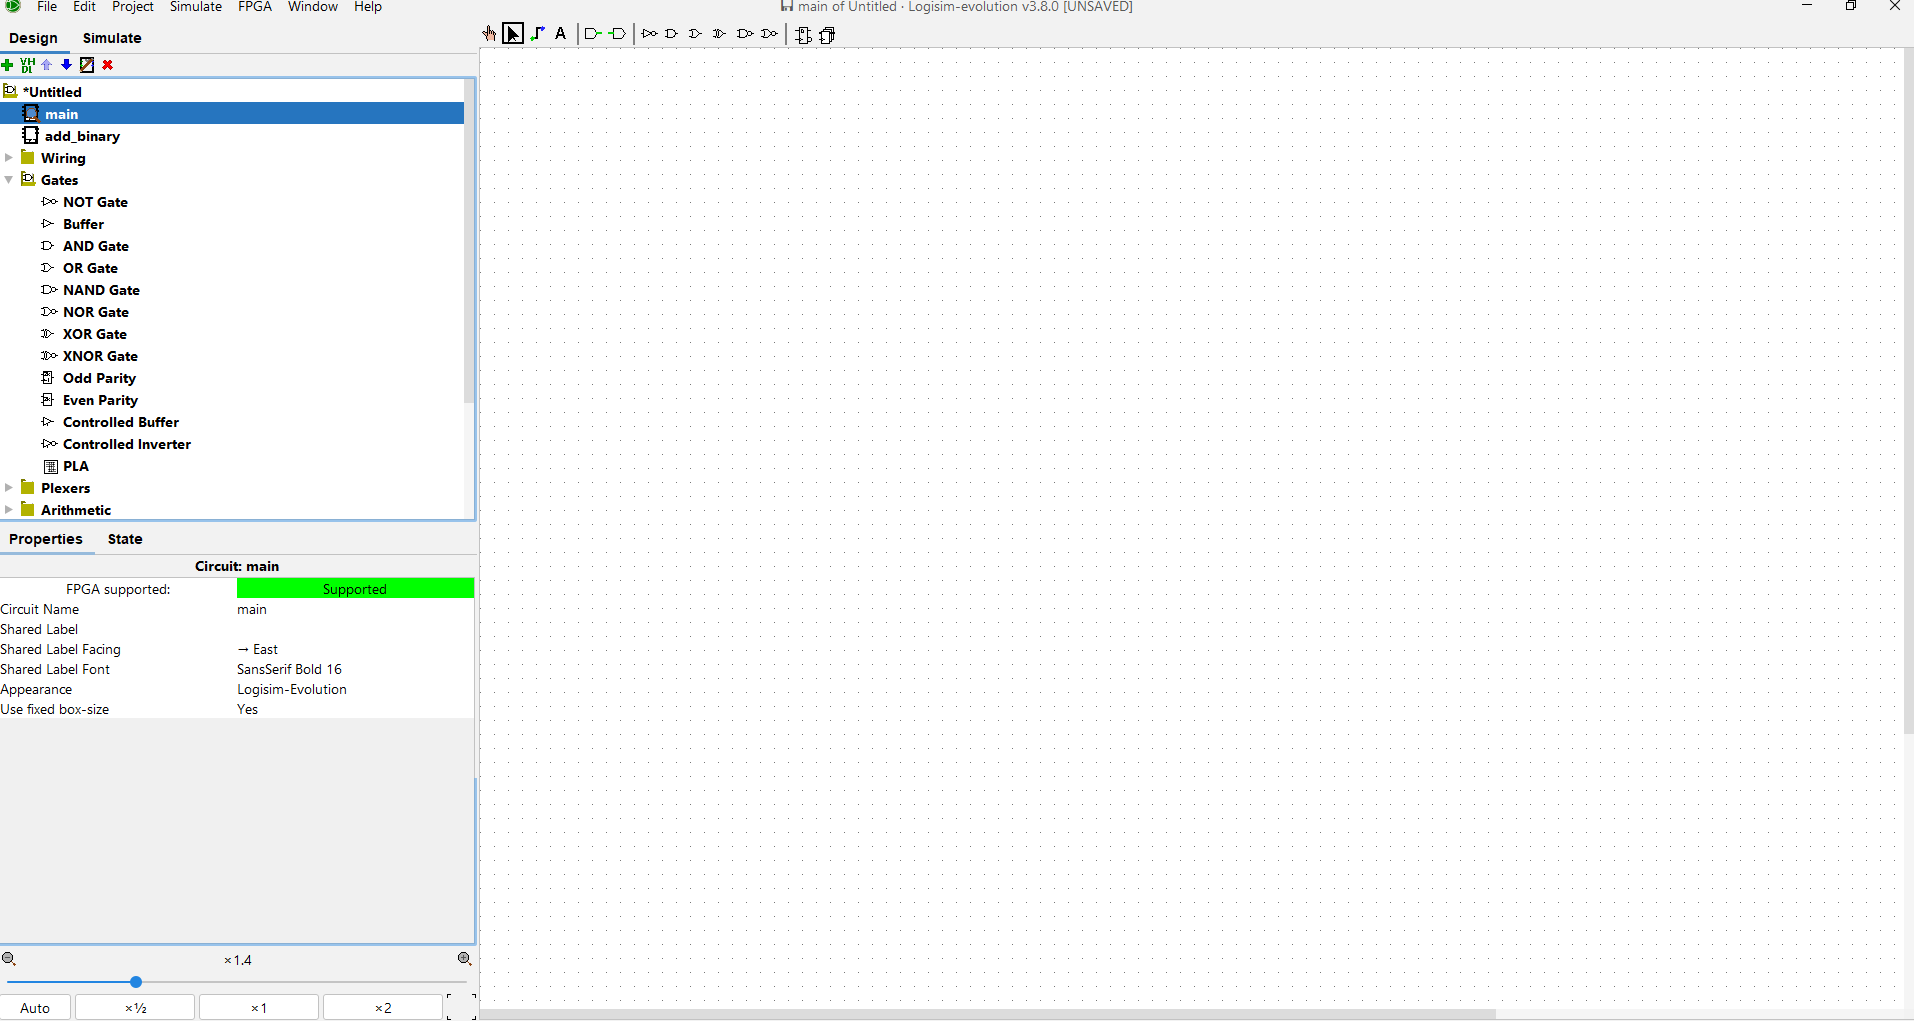 File Edit Project Simulate FPGA Window Help
main of Untitled · Logisim-evolution v3.8.0 [UNSAVED]
Design Simulate
A
VH
DL
*Untitled
main
add_binary
Wiring
Gates
NOT Gate
Buffer
AND Gate
OR Gate
NAND Gate
NOR Gate
XOR Gate
XNOR Gate
Odd Parity
Even Parity
Controlled Buffer
Controlled Inverter
PLA
Plexers
Arithmetic
Properties State
Circuit: main
FPGA supported: Supported
Circuit Name main
Shared Label
Shared Label Facing → East
Shared Label Font SansSerif Bold 16
Appearance Logisim-Evolution
Use fixed box-size Yes
×1.4
Auto ×½ ×1 ×2